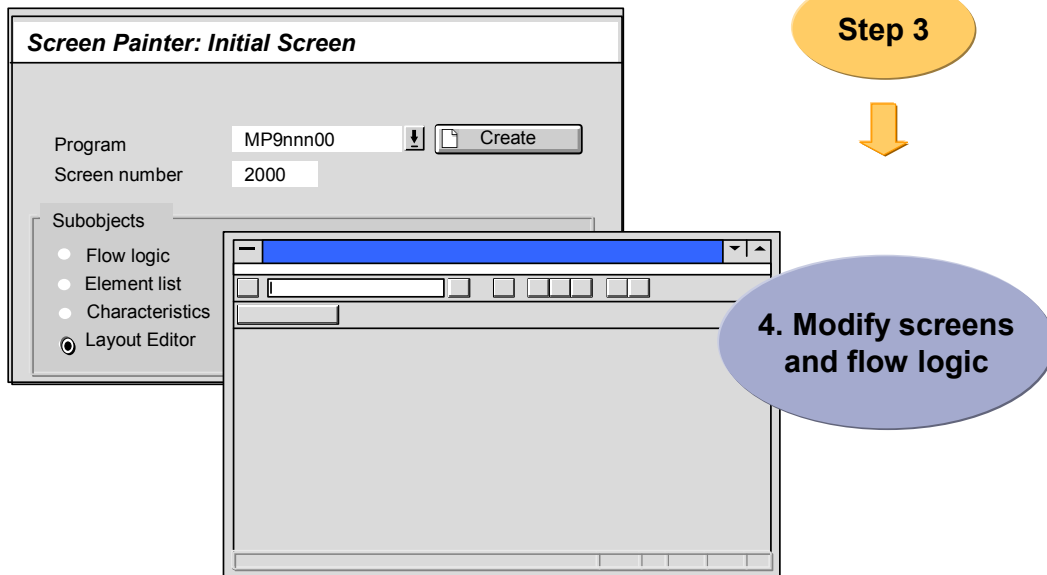 Screen Painter: Initial Screen
Step 3
Program MP9nnn00 Create
Screen number 2000
Subobjects
Flow logic
Element list
Characteristics
Layout Editor
4. Modify screens
and flow logic